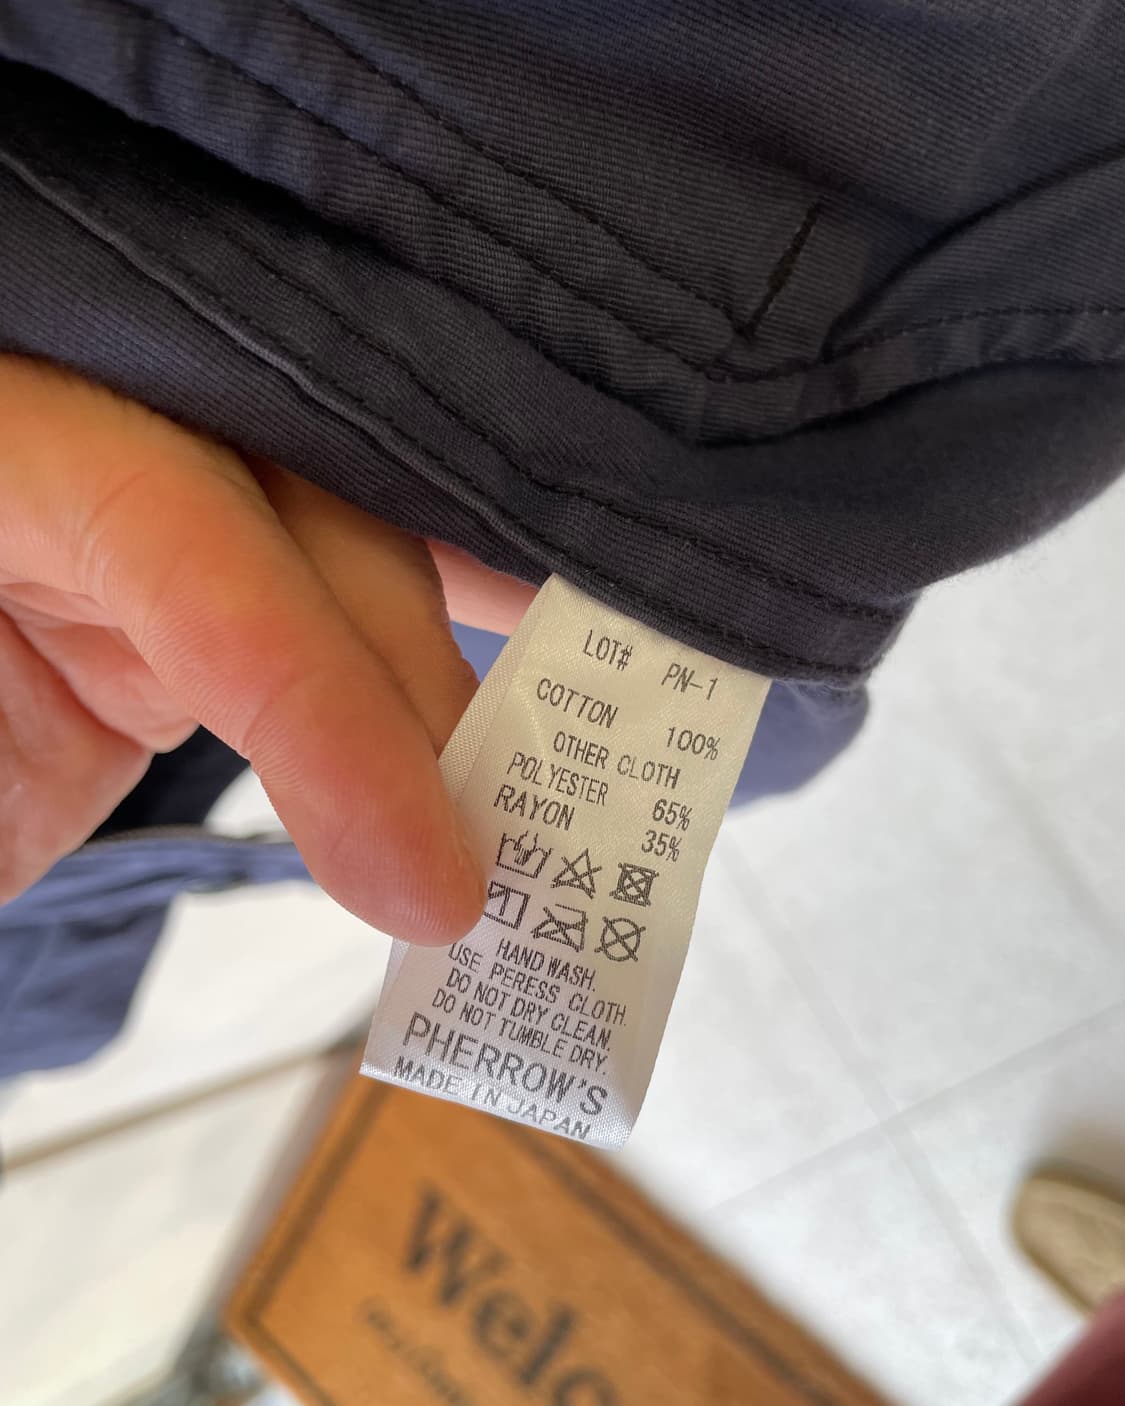 LOT# PN-1
COTTON 100%
OTHER CLOTH
POLYESTER 65%
RAYON 35%
HAND WASH.
USE PERESS CLOTH.
DO NOT DRY CLEAN.
DO NOT TUMBLE DRY.
PHERROW'S
MADE IN JAPAN
Welc